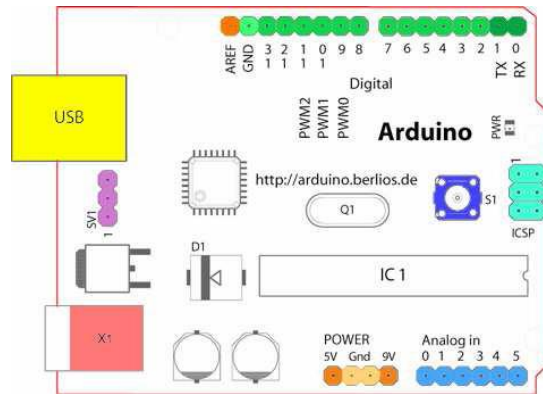 AREF GND 13 12 11 10 9 8 7 6 5 4 3 2 TX 1 RX 0
Digital
PWM2 PWM1 PWM0
Arduino
PWR
USB
http://arduino.berlios.de
1
SV1
1
S1
Q1
ICSP
D1
IC 1
X1
POWER
5V Gnd 9V
Analog in
0 1 2 3 4 5